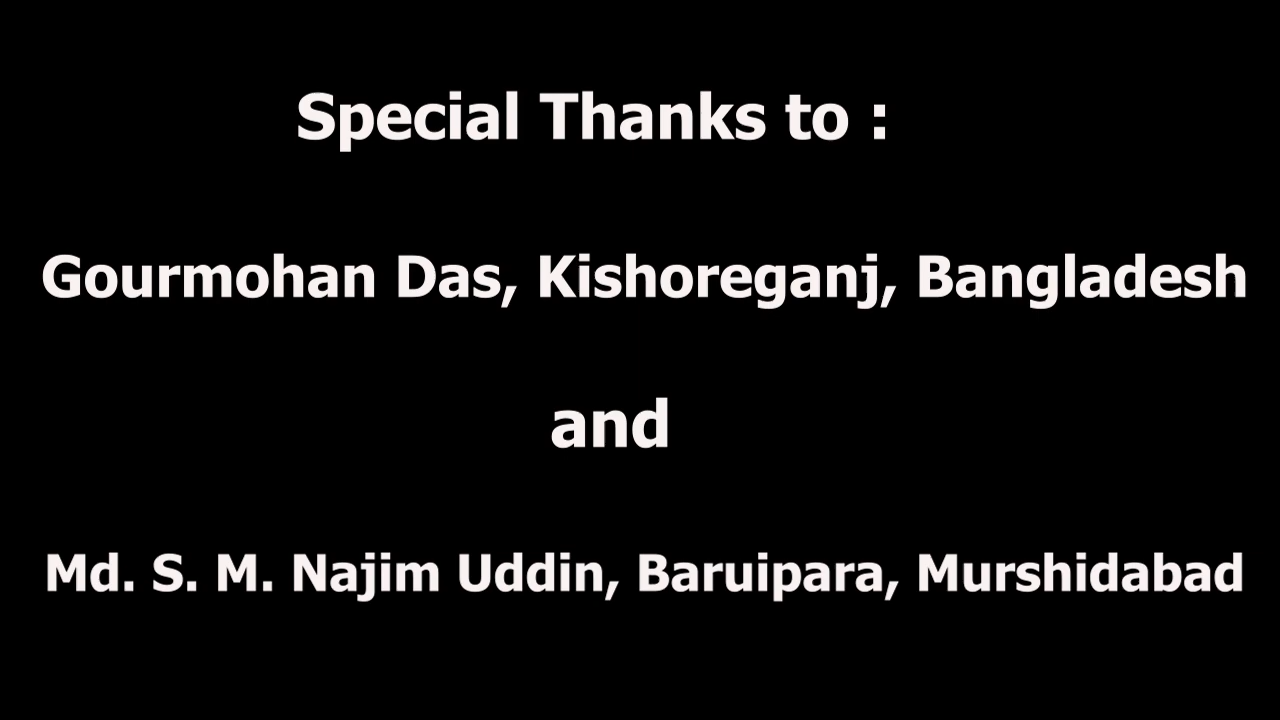 Special Thanks to :
Gourmohan Das, Kishoreganj, Bangladesh
and
Md. S. M. Najim Uddin, Baruipara, Murshidabad